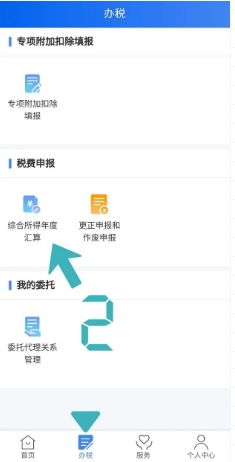 办税
专项附加扣除填报
专项附加扣除
填报
税费申报
综合所得年度
汇算
更正申报和
作废申报
我的委托
2
委托代理关系
管理
首页
办税
服务
个人中心